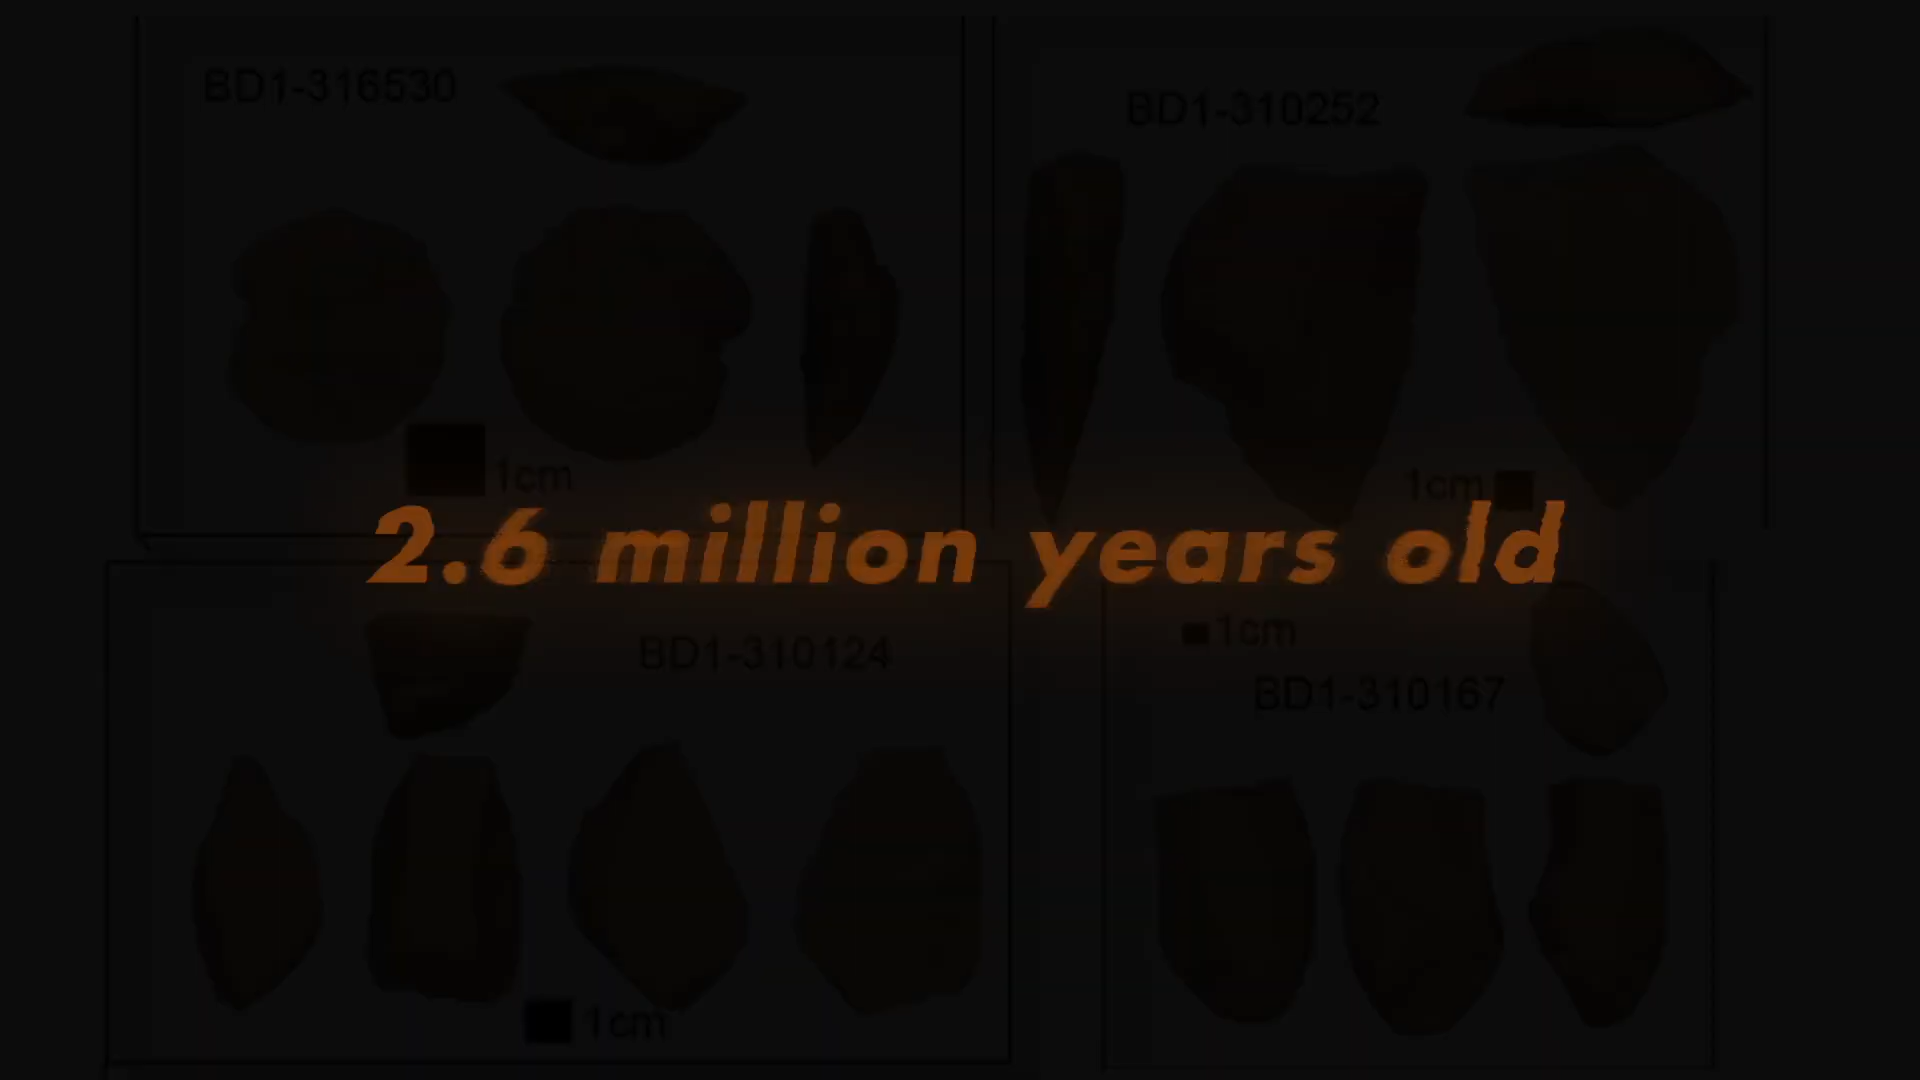 BD1-316530
BD1-310252
1cm
1cm
2.6 million years old
1cm
BD1-310124
BD1-310167
1cm